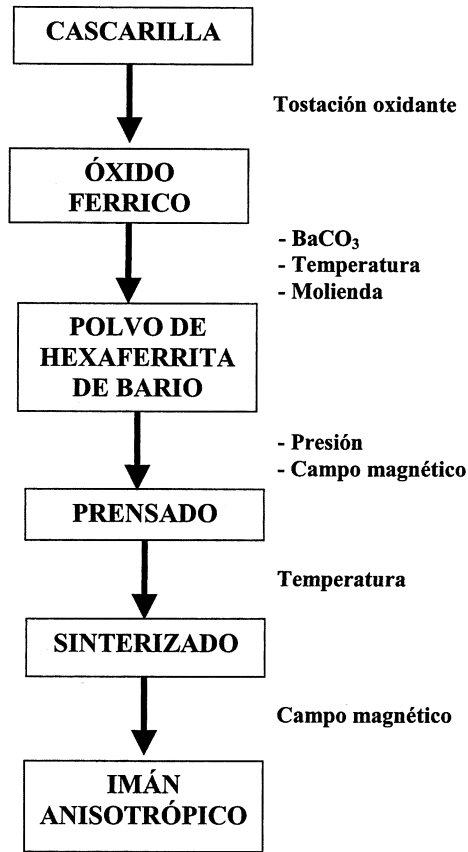 CASCARILLA
Tostación oxidante
ÓXIDO
FERRICO
- BaCO₃
- Temperatura
- Molienda
POLVO DE
HEXAFERRITA
DE BARIO
- Presión
- Campo magnético
PRENSADO
Temperatura
SINTERIZADO
Campo magnético
IMÁN
ANISOTRÓPICO